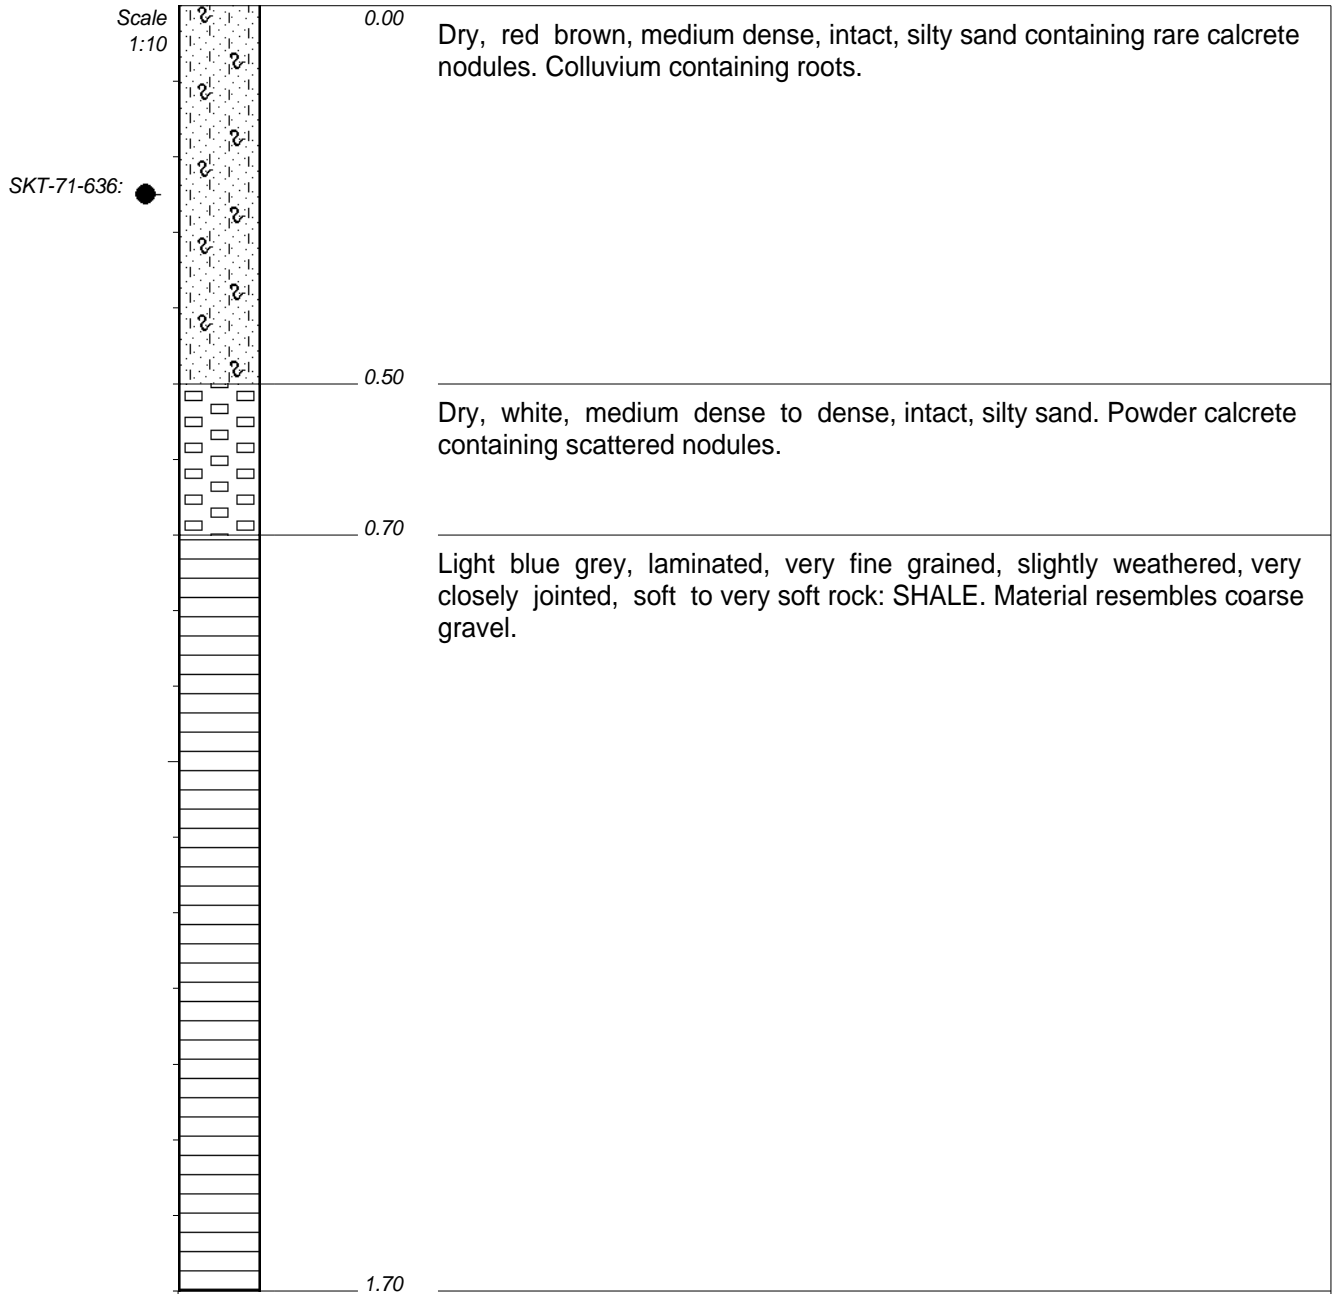 Scale
1:10
0.00
Dry, red brown, medium dense, intact, silty sand containing rare calcrete
nodules. Colluvium containing roots.
SKT-71-636:
0.50
Dry, white, medium dense to dense, intact, silty sand. Powder calcrete
containing scattered nodules.
0.70
Light blue grey, laminated, very fine grained, slightly weathered, very
closely jointed, soft to very soft rock: SHALE. Material resembles coarse
gravel.
1.70